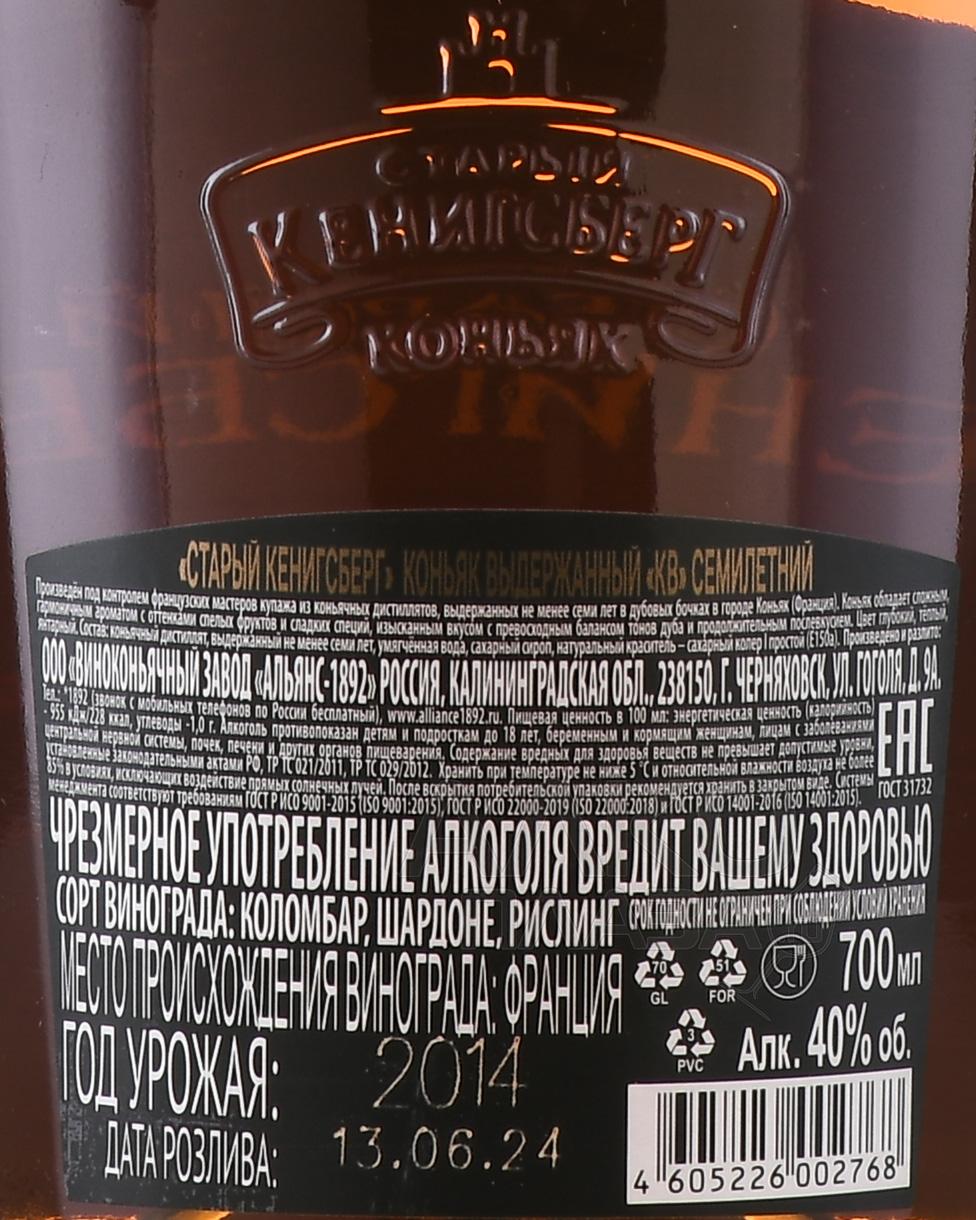 СТАРЫЙ
КЕНИГСБЕРГ
КОНЬЯК
«СТАРЫЙ КЕНИГСБЕРГ» КОНЬЯК ВЫДЕРЖАННЫЙ «КВ» СЕМИЛЕТНИЙ
Произведён под контролем французских мастеров купажа из коньячных дистиллятов, выдержанных не менее семи лет в дубовых бочках в городе Коньяк (Франция). Коньяк обладает сложным,
гармоничным ароматом с оттенками спелых фруктов и сладких специй, изысканным вкусом с превосходным балансом тонов дуба и продолжительным послевкусием. Цвет глубокий, тёплый,
янтарный. Состав: коньячный дистиллят, выдержанный не менее семи лет, умягчённая вода, сахарный сироп, натуральный краситель – сахарный колер I простой (Е150а). Произведено и разлито:
ООО «ВИНОКОНЬЯЧНЫЙ ЗАВОД «АЛЬЯНС-1892» РОССИЯ, КАЛИНИНГРАДСКАЯ ОБЛ., 238150, Г. ЧЕРНЯХОВСК, УЛ. ГОГОЛЯ, Д. 9А.
Тел.: *1892 (звонок с мобильных телефонов по России бесплатный), www.alliance1892.ru. Пищевая ценность в 100 мл: энергетическая ценность (калорийность)
- 955 кДж/228 ккал, углеводы -1,0 г. Алкоголь противопоказан детям и подросткам до 18 лет, беременным и кормящим женщинам, лицам с заболеваниями
центральной нервной системы, почек, печени и других органов пищеварения. Содержание вредных для здоровья веществ не превышает допустимые уровни,
установленные законодательными актами РФ, ТР ТС 021/2011, ТР ТС 029/2012. Хранить при температуре не ниже 5 °С и относительной влажности воздуха не более
85% в условиях, исключающих воздействие прямых солнечных лучей. После вскрытия потребительской упаковки рекомендуется хранить в закрытом виде. Системы
менеджмента соответствуют требованиям ГОСТ Р ИСО 9001-2015 (ISO 9001:2015), ГОСТ Р ИСО 22000-2019 (ISO 22000:2018) и ГОСТ Р ИСО 14001-2016 (ISO 14001:2015).
ЕАС
ГОСТ 31732
ЧРЕЗМЕРНОЕ УПОТРЕБЛЕНИЕ АЛКОГОЛЯ ВРЕДИТ ВАШЕМУ ЗДОРОВЬЮ
СОРТ ВИНОГРАДА: КОЛОМБАР, ШАРДОНЕ, РИСЛИНГ
СРОК ГОДНОСТИ НЕ ОГРАНИЧЕН ПРИ СОБЛЮДЕНИИ УСЛОВИЙ ХРАНЕНИЯ
МЕСТО ПРОИСХОЖДЕНИЯ ВИНОГРАДА: ФРАНЦИЯ
70
GL
51
FOR
700 мл
3
PVC
Алк. 40% об.
ГОД УРОЖАЯ: 2014
ДАТА РОЗЛИВА: 13.06.24
4 605226 002768